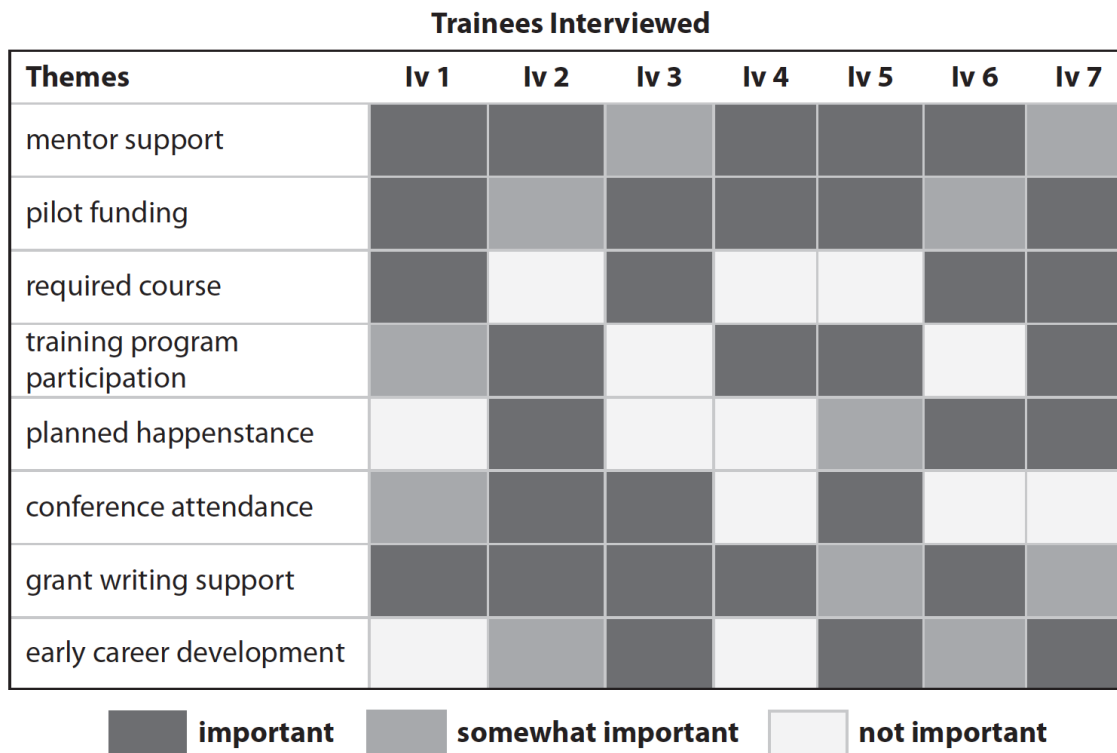 Trainees Interviewed
Themes Iv 1 Iv 2 Iv 3 Iv 4 Iv 5 Iv 6 Iv 7
mentor support
pilot funding
required course
training program
participation
planned happenstance
conference attendance
grant writing support
early career development
important somewhat important not important